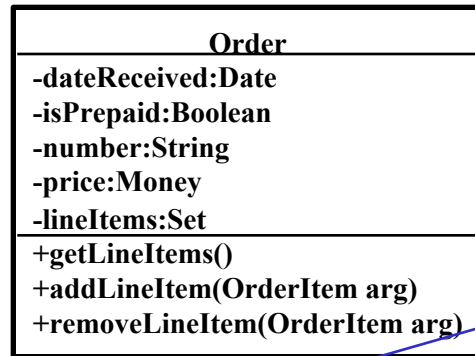 Order
-dateReceived:Date
-isPrepaid:Boolean
-number:String
-price:Money
-lineItems:Set
+getLineItems()
+addLineItem(OrderItem arg)
+removeLineItem(OrderItem arg)